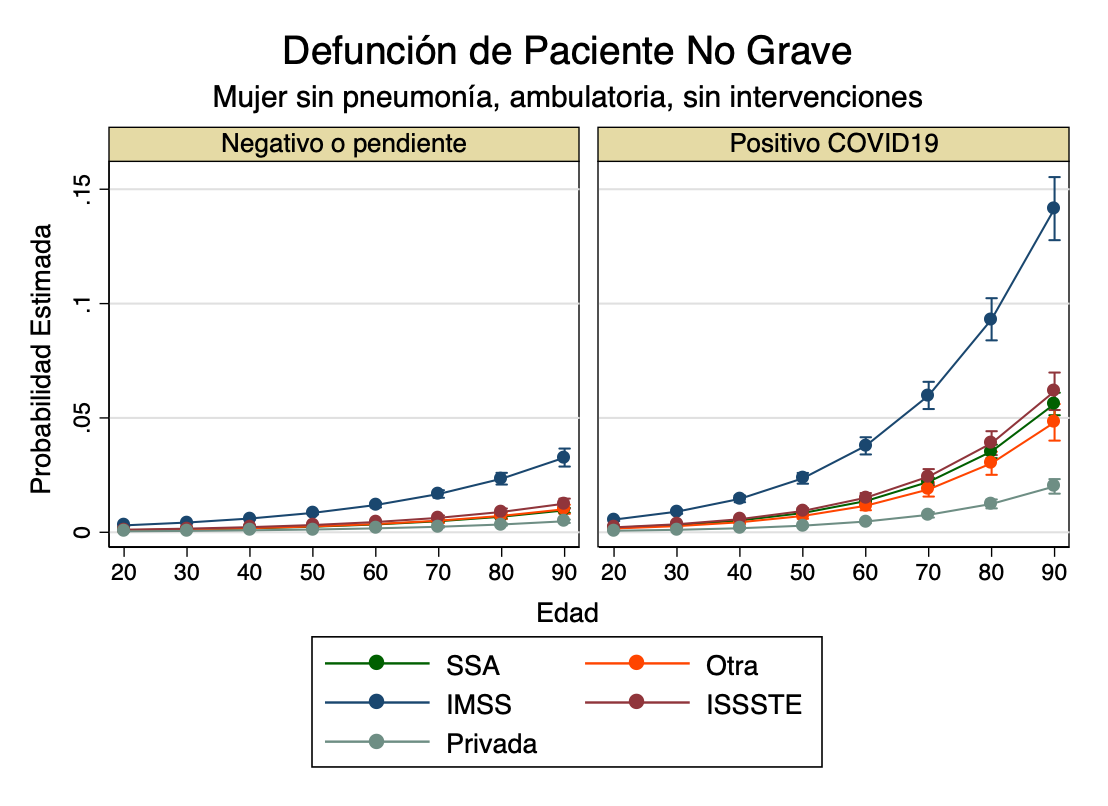 Defunción de Paciente No Grave
Mujer sin pneumonía, ambulatoria, sin intervenciones
Negativo o pendiente
Positivo COVID19
Probabilidad Estimada
.15
.1
.05
0
20 30 40 50 60 70 80 90
20 30 40 50 60 70 80 90
Edad
SSA
Otra
IMSS
ISSSTE
Privada